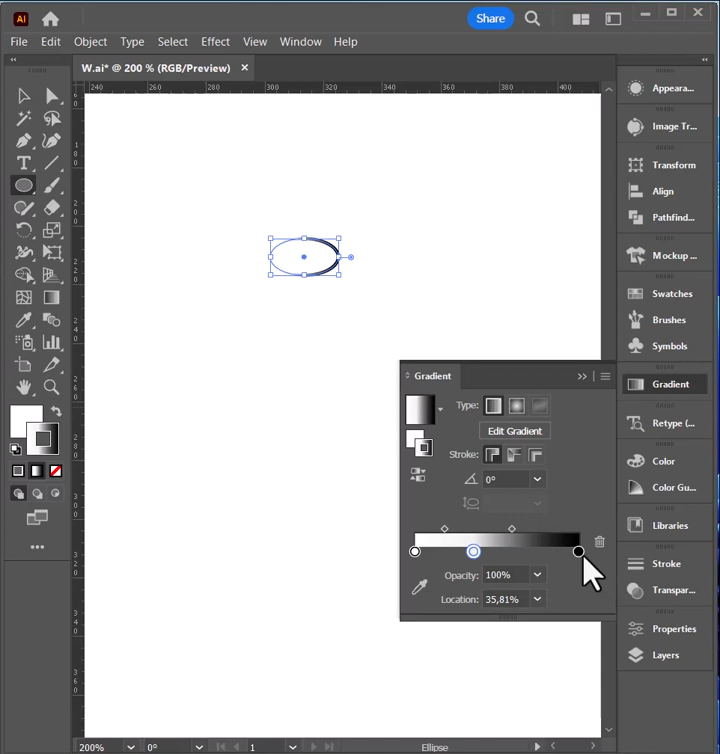 Ai
Share
File Edit Object Type Select Effect View Window Help
W.ai* @ 200 % (RGB/Preview)
240 260 280 300 320 340 360 380 400
Appeara...
Image Tr...
Transform
Align
Pathfind...
Mockup ...
Swatches
Brushes
Symbols
Gradient
Retype (...
Color
Color Gu...
Libraries
Stroke
Transpar...
Properties
Layers
Gradient
Type:
Edit Gradient
Stroke:
0°
Opacity: 100%
Location: 35,81%
200% 0° 1 Ellipse